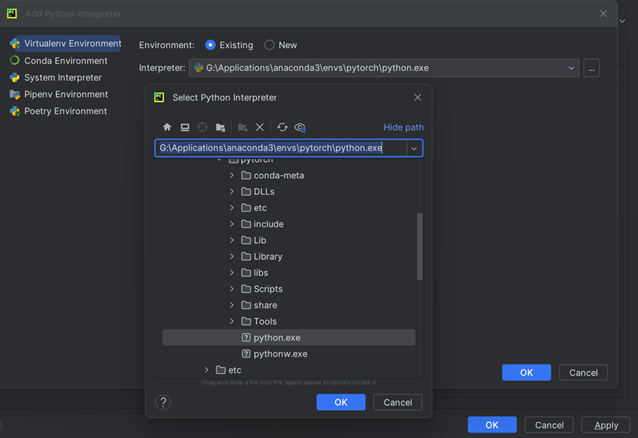 Add Python Interpreter
Virtualenv Environment
Conda Environment
System Interpreter
Pipenv Environment
Poetry Environment
Environment: Existing New
Interpreter: G:\Applications\anaconda3\envs\pytorch\python.exe ...
Select Python Interpreter
Hide path
G:\Applications\anaconda3\envs\pytorch\python.exe
pytorch
conda-meta
DLLs
etc
include
Lib
Library
libs
Scripts
share
Tools
python.exe
pythonw.exe
etc
Drag and drop a file into the space above to quickly locate it
? OK Cancel
OK Cancel
OK Cancel Apply